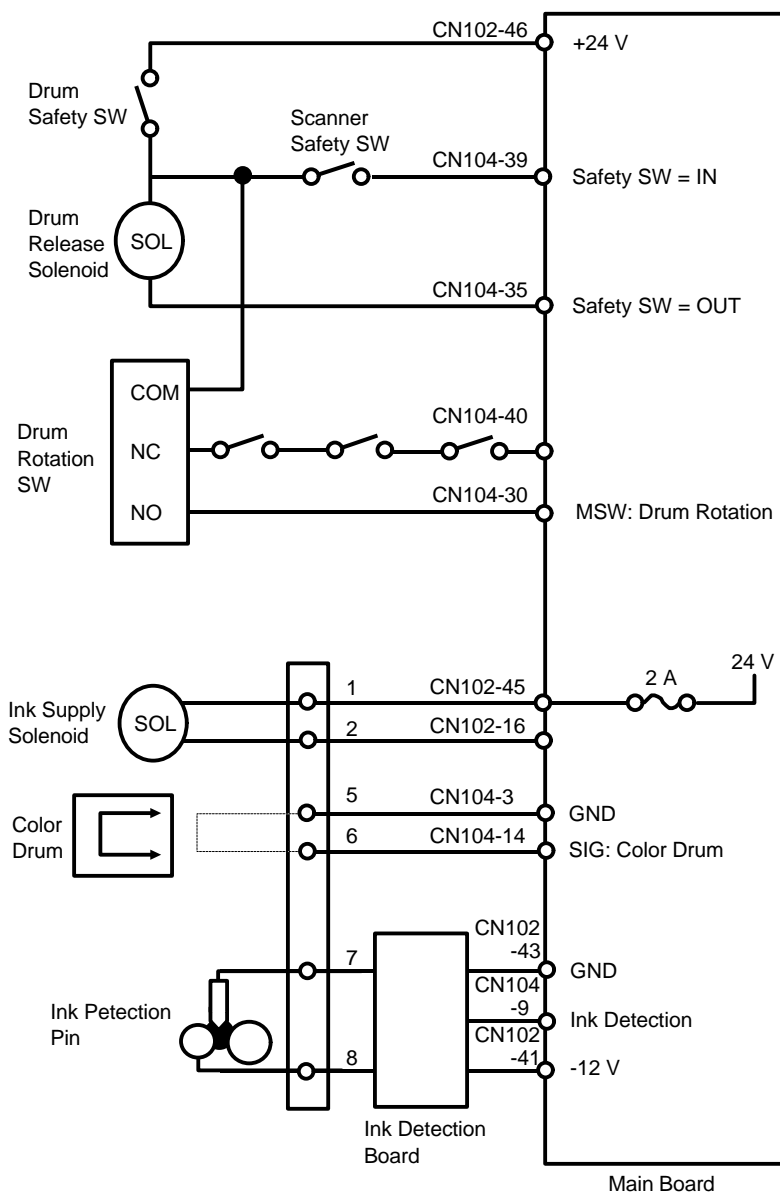 CN102-46
+24 V
Drum
Safety SW
Scanner
Safety SW
CN104-39
Safety SW = IN
Drum
Release
Solenoid
SOL
CN104-35
Safety SW = OUT
COM
CN104-40
Drum
Rotation
SW
NC
CN104-30
NO
MSW: Drum Rotation
24 V
2 A
1
CN102-45
Ink Supply
Solenoid
SOL
2
CN102-16
5
CN104-3
GND
Color
Drum
6
CN104-14
SIG: Color Drum
CN102
-43
7
GND
CN104
-9
Ink Detection
Ink Petection
Pin
CN102
-41
8
-12 V
Ink Detection
Board
Main Board